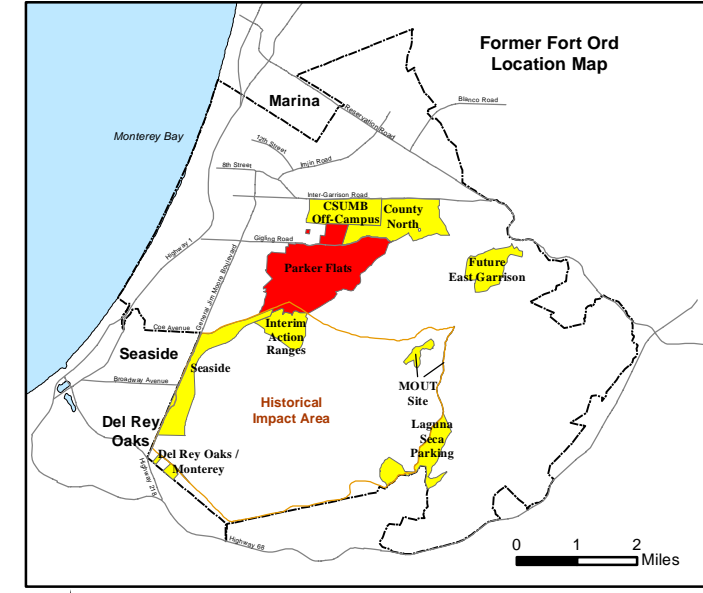 Former Fort Ord
Location Map
Marina
Blanco Road
Reservation Road
Monterey Bay
12th Street
Imjin Road
8th Street
Inter-Garrison Road
CSUMB
Off-Campus
County
North
Gigling Road
Highway 1
General Jim Moore Boulevard
Parker Flats
Future
East Garrison
Interim
Action
Ranges
Coe Avenue
Seaside
Seaside
Broadway Avenue
MOUT
Site
Historical
Impact Area
Del Rey
Oaks
Laguna
Seca
Parking
Del Rey Oaks /
Monterey
Highway 218
Highway 68
0 1 2
Miles